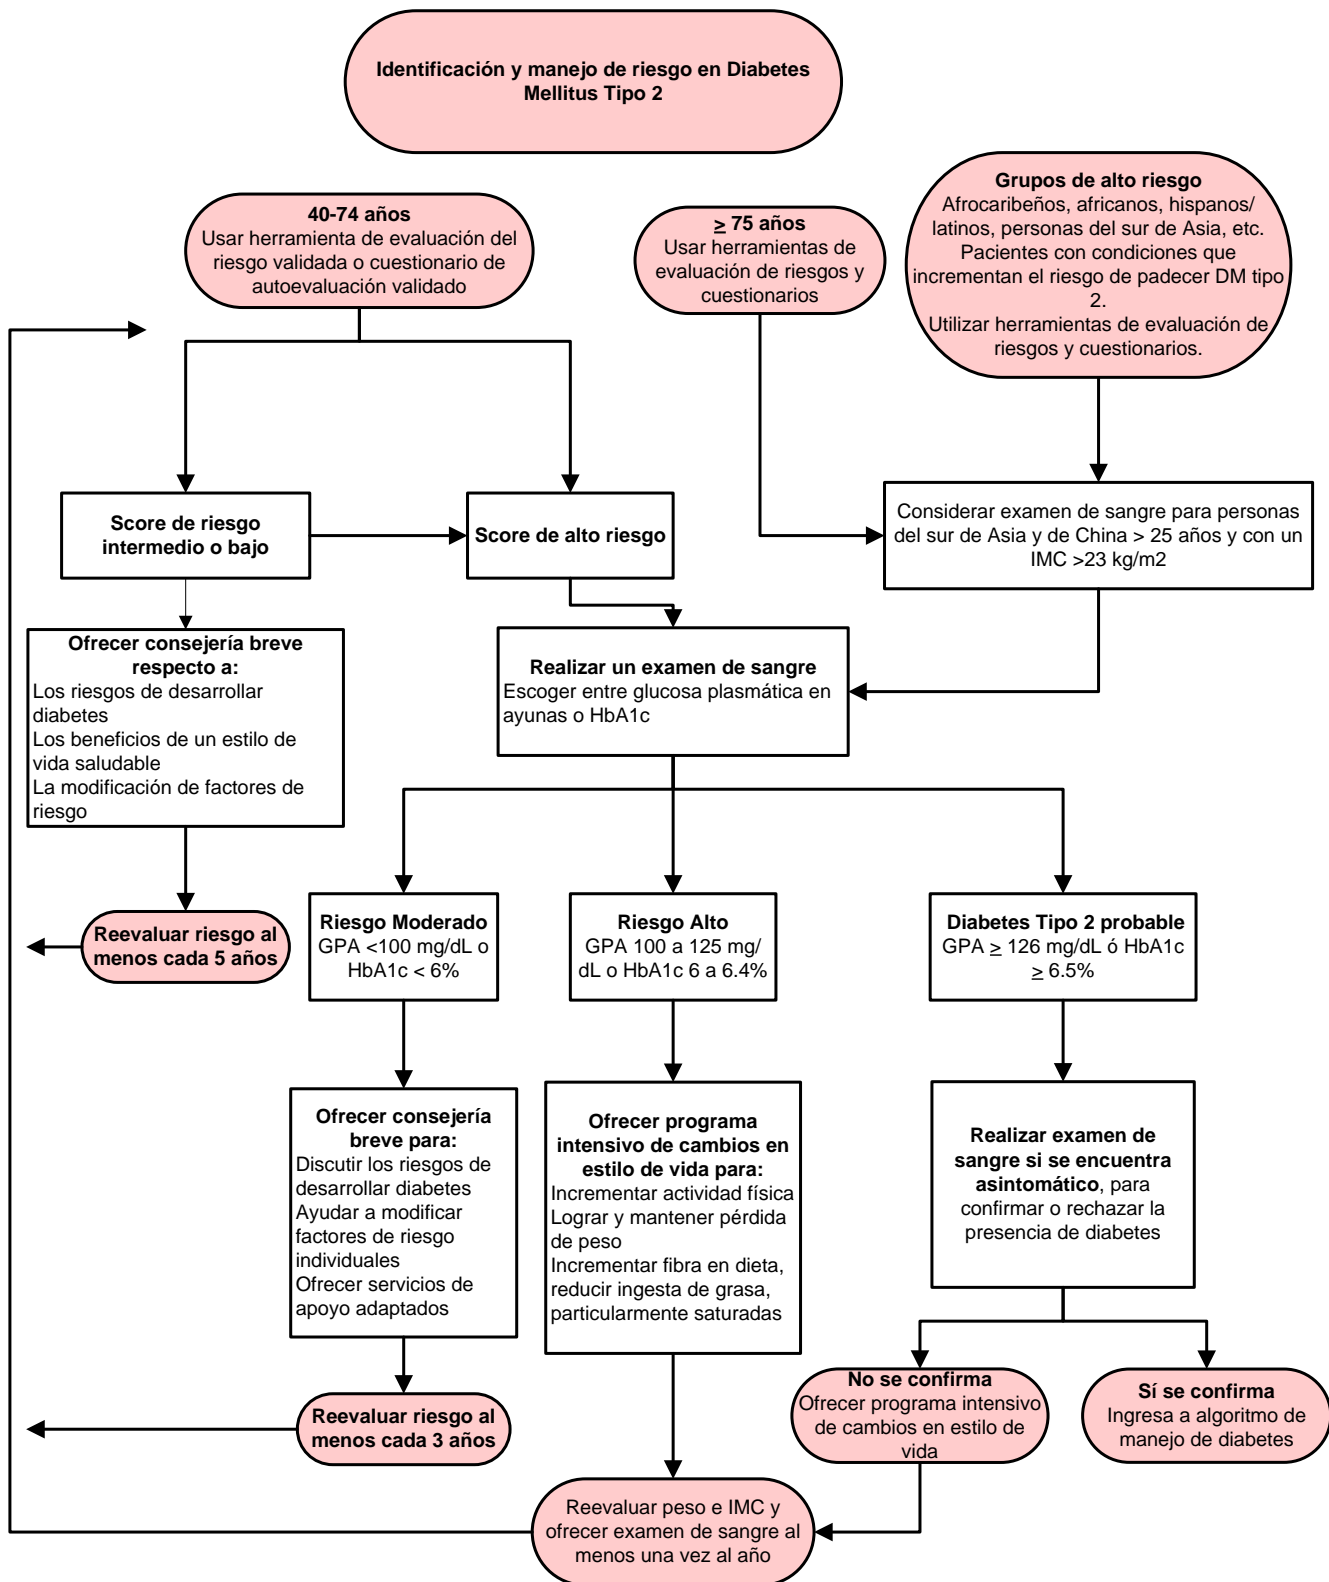 Identificación y manejo de riesgo en Diabetes
Mellitus Tipo 2
40-74 años
Usar herramienta de evaluación del
riesgo validada o cuestionario de
autoevaluación validado
≥ 75 años
Usar herramientas de
evaluación de riesgos y
cuestionarios
Grupos de alto riesgo
Afrocaribeños, africanos, hispanos/
latinos, personas del sur de Asia, etc.
Pacientes con condiciones que
incrementan el riesgo de padecer DM tipo
2.
Utilizar herramientas de evaluación de
riesgos y cuestionarios.
Score de riesgo
intermedio o bajo
Score de alto riesgo
Considerar examen de sangre para personas
del sur de Asia y de China > 25 años y con un
IMC >23 kg/m2
Ofrecer consejería breve
respecto a:
Los riesgos de desarrollar
diabetes
Los beneficios de un estilo de
vida saludable
La modificación de factores de
riesgo
Realizar un examen de sangre
Escoger entre glucosa plasmática en
ayunas o HbA1c
Reevaluar riesgo al
menos cada 5 años
Riesgo Moderado
GPA <100 mg/dL o
HbA1c < 6%
Riesgo Alto
GPA 100 a 125 mg/
dL o HbA1c 6 a 6.4%
Diabetes Tipo 2 probable
GPA ≥ 126 mg/dL ó HbA1c
≥ 6.5%
Ofrecer consejería
breve para:
Discutir los riesgos de
desarrollar diabetes
Ayudar a modificar
factores de riesgo
individuales
Ofrecer servicios de
apoyo adaptados
Ofrecer programa
intensivo de cambios en
estilo de vida para:
Incrementar actividad física
Lograr y mantener pérdida
de peso
Incrementar fibra en dieta,
reducir ingesta de grasa,
particularmente saturadas
Realizar examen de
sangre si se encuentra
asintomático, para
confirmar o rechazar la
presencia de diabetes
Reevaluar riesgo al
menos cada 3 años
No se confirma
Ofrecer programa intensivo
de cambios en estilo de
vida
Sí se confirma
Ingresa a algoritmo de
manejo de diabetes
Reevaluar peso e IMC y
ofrecer examen de sangre al
menos una vez al año